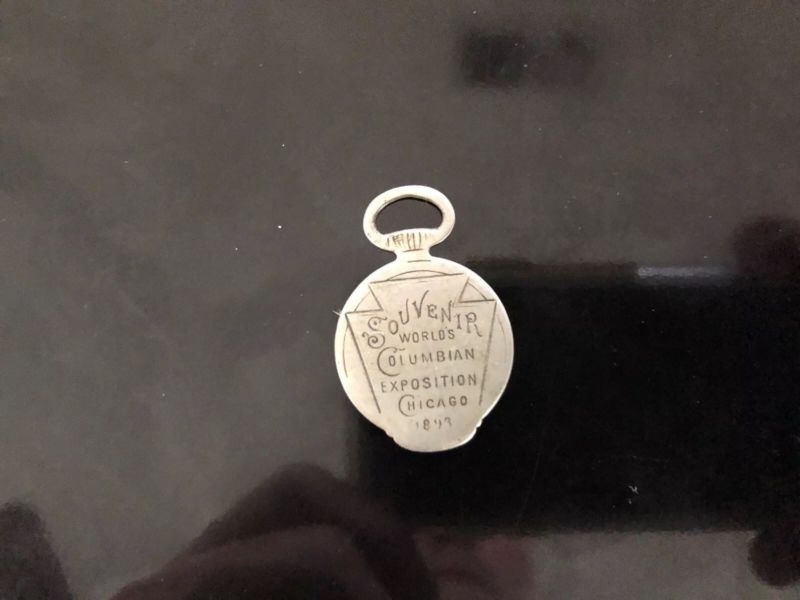 SOUVENIR
WORLD'S
COLUMBIAN
EXPOSITION
CHICAGO
1893